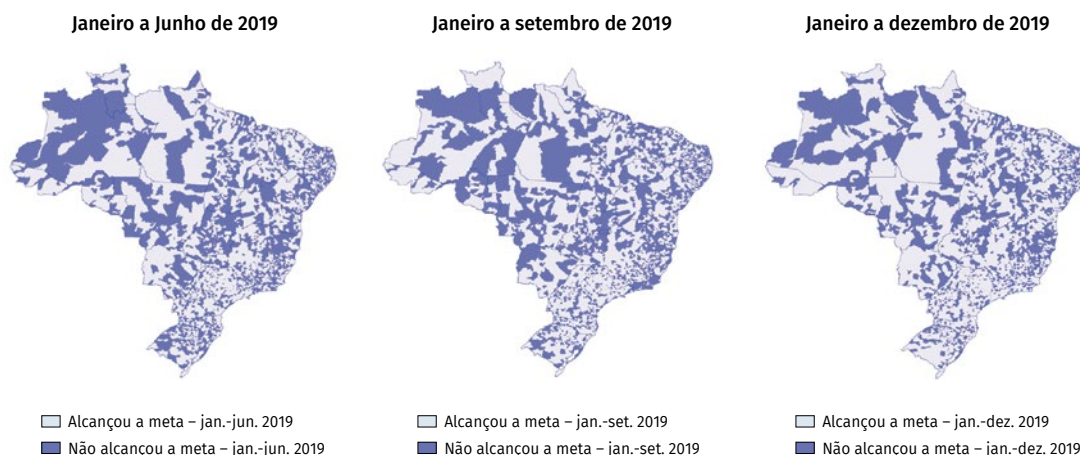 Janeiro a Junho de 2019
Janeiro a setembro de 2019
Janeiro a dezembro de 2019
Alcançou a meta – jan.-jun. 2019
Não alcançou a meta – jan.-jun. 2019
Alcançou a meta – jan.-set. 2019
Não alcançou a meta – jan.-set. 2019
Alcançou a meta – jan.-dez. 2019
Não alcançou a meta – jan.-dez. 2019